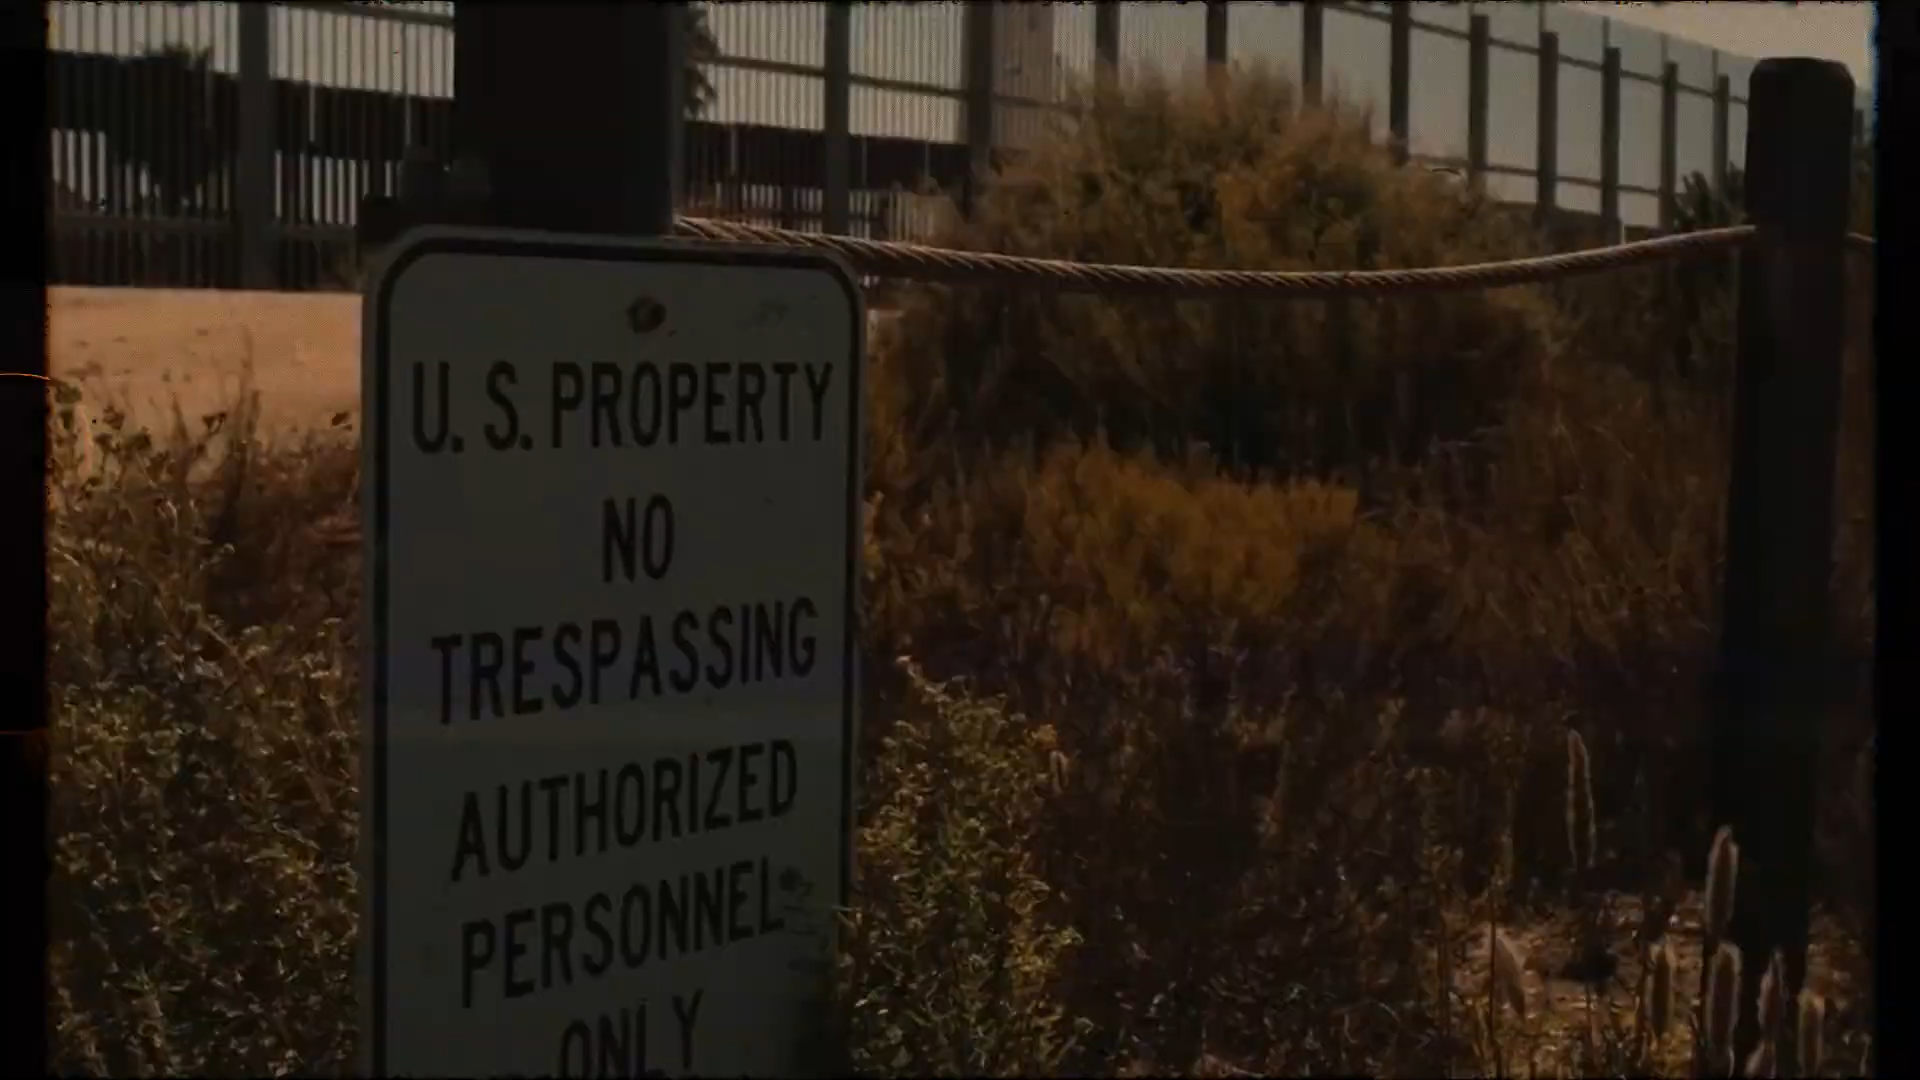 U. S. PROPERTY
NO
TRESPASSING
AUTHORIZED
PERSONNEL
ONLY